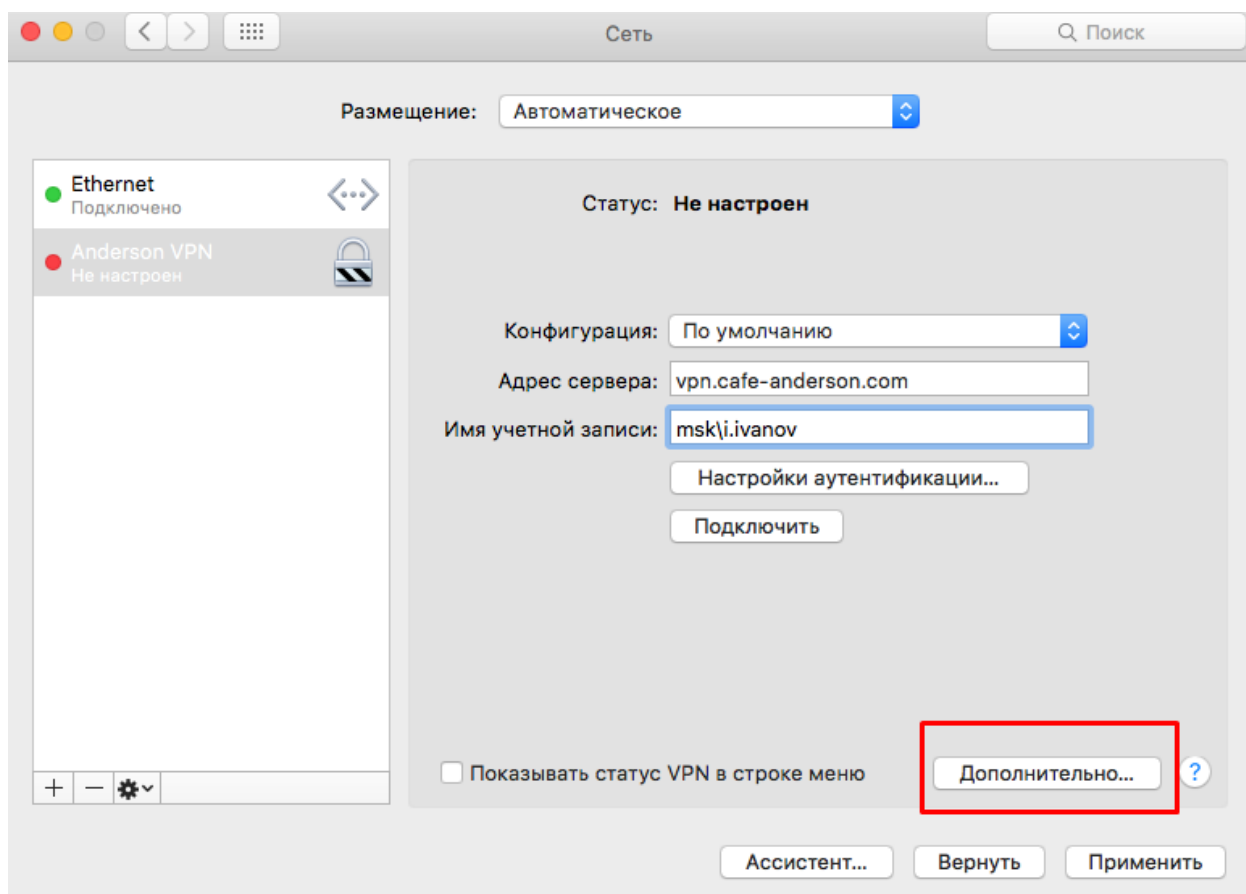 Сеть
Поиск
Размещение: Автоматическое
Ethernet
Подключено
Anderson VPN
Не настроен
Статус: Не настроен
Конфигурация: По умолчанию
Адрес сервера: vpn.cafe-anderson.com
Имя учетной записи: msk\i.ivanov
Настройки аутентификации...
Подключить
Показывать статус VPN в строке меню
Дополнительно...
?
Ассистент...
Вернуть
Применить